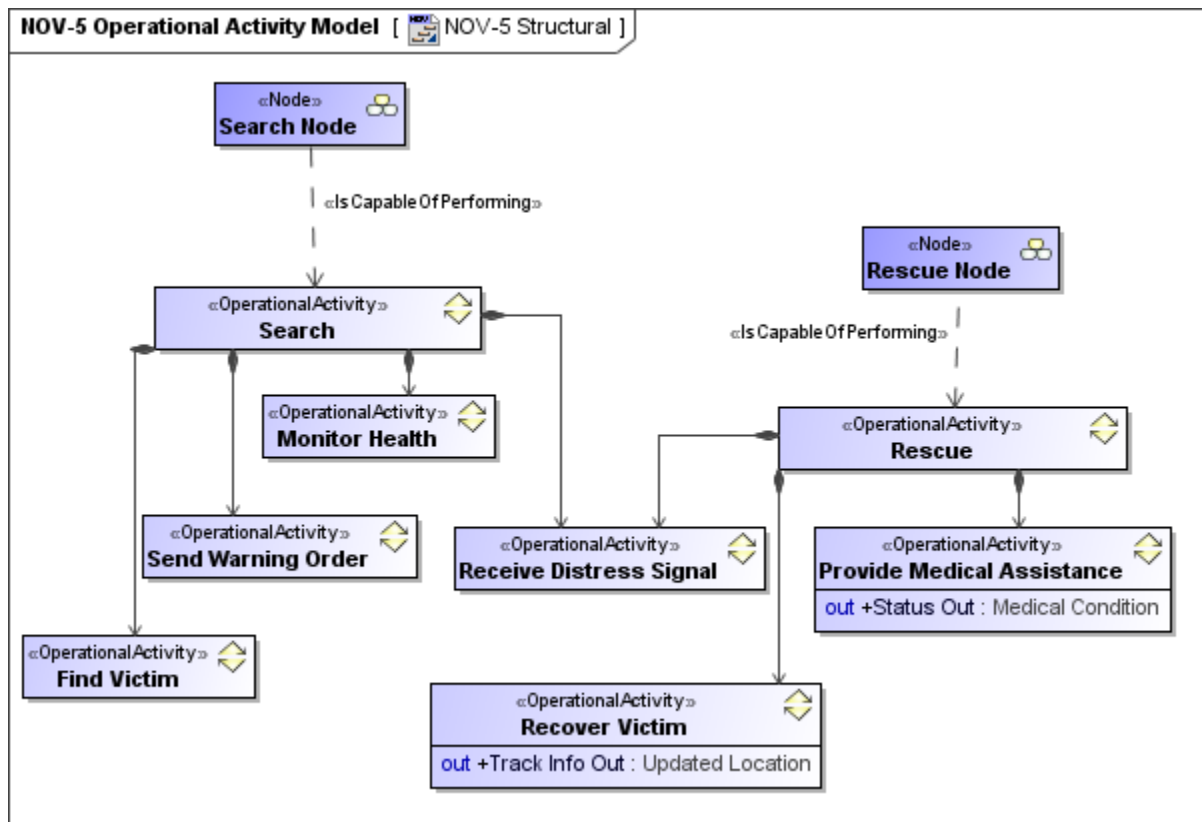 NOV-5 Operational Activity Model [ NOV-5 Structural ]
«Node»
Search Node
«Is Capable Of Performing»
«Node»
Rescue Node
«OperationalActivity»
Search
«Is Capable Of Performing»
«OperationalActivity»
Monitor Health
«OperationalActivity»
Rescue
«OperationalActivity»
Send Warning Order
«OperationalActivity»
Receive Distress Signal
«OperationalActivity»
Provide Medical Assistance
out +Status Out : Medical Condition
«OperationalActivity»
Find Victim
«OperationalActivity»
Recover Victim
out +Track Info Out : Updated Location